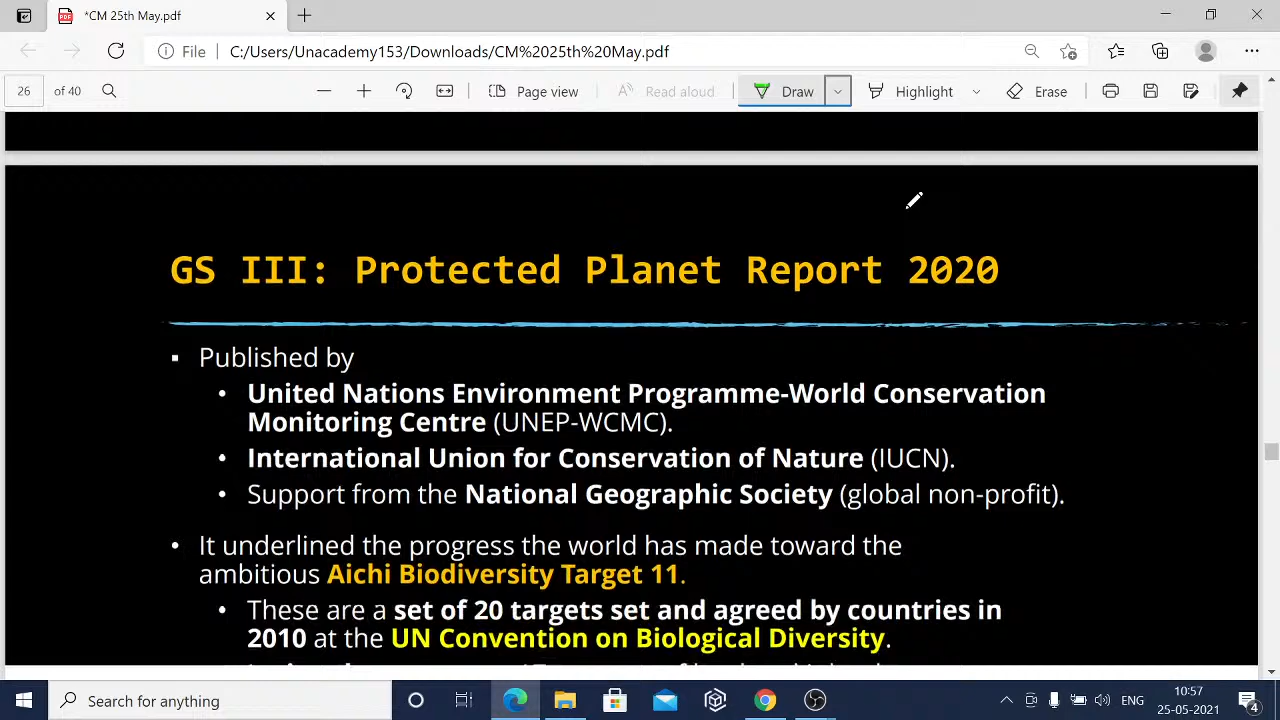 *CM 25th May.pdf
File
C:/Users/Unacademy153/Downloads/CM%2025th%20May.pdf
26 of 40
Page view
Read aloud
Draw
Highlight
Erase
GS III: Protected Planet Report 2020
▪ Published by
• United Nations Environment Programme-World Conservation
Monitoring Centre (UNEP-WCMC).
• International Union for Conservation of Nature (IUCN).
• Support from the National Geographic Society (global non-profit).
• It underlined the progress the world has made toward the
ambitious Aichi Biodiversity Target 11.
• These are a set of 20 targets set and agreed by countries in
2010 at the UN Convention on Biological Diversity.
Search for anything
ENG
10:57
25-05-2021
4